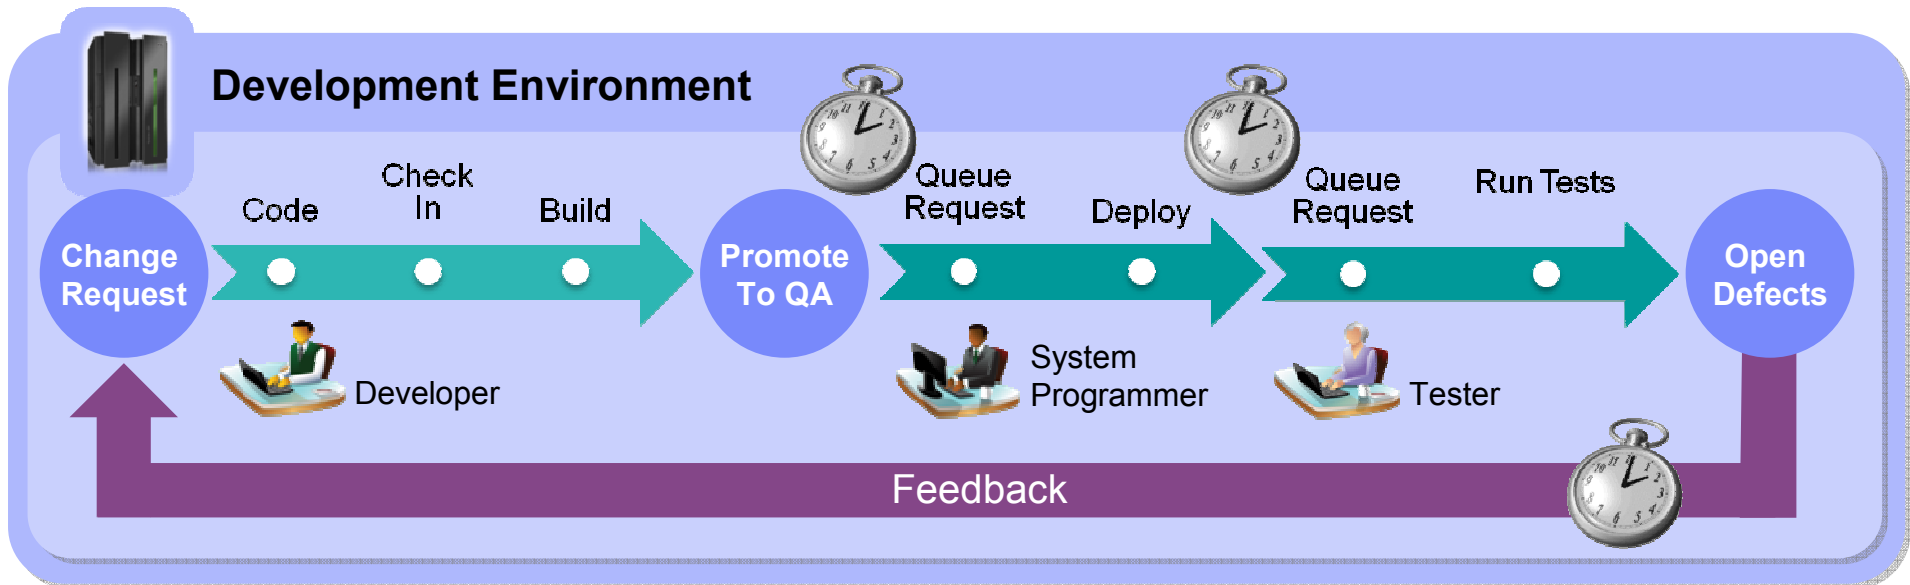 Development Environment
Change
Request
Code
Check
In
Build
Promote
To QA
Queue
Request
Deploy
Queue
Request
Run Tests
Open
Defects
Developer
System
Programmer
Tester
Feedback